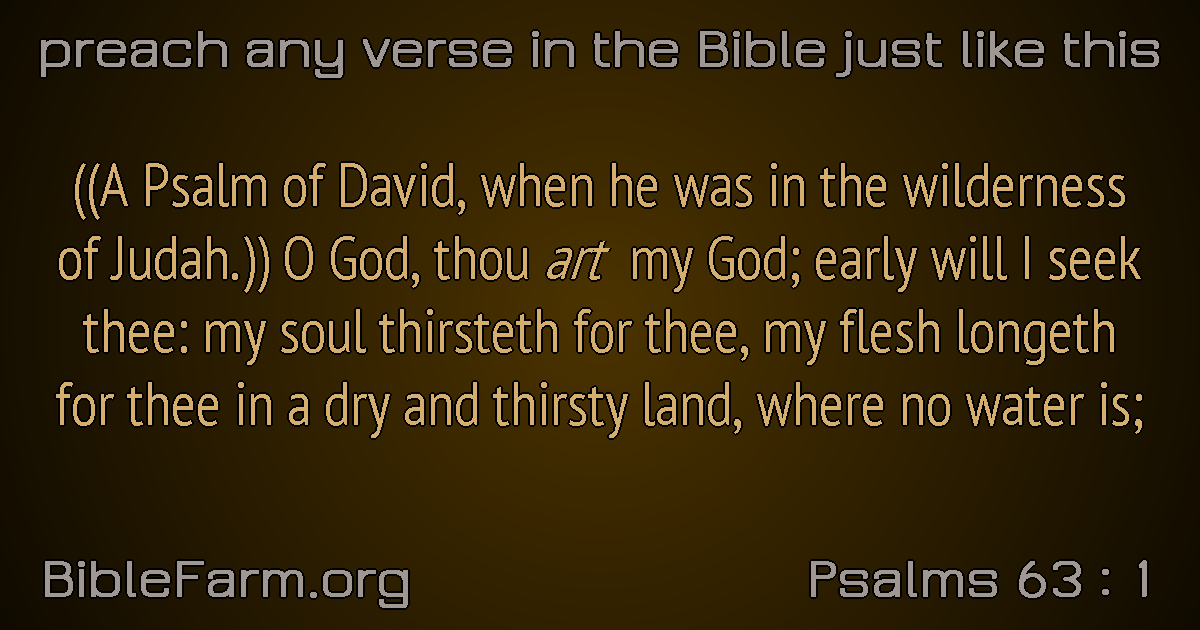 preach any verse in the Bible just like this
((A Psalm of David, when he was in the wilderness
of Judah.)) O God, thou art my God; early will I seek
thee: my soul thirsteth for thee, my flesh longeth
for thee in a dry and thirsty land, where no water is;
BibleFarm.org
Psalms 63 : 1